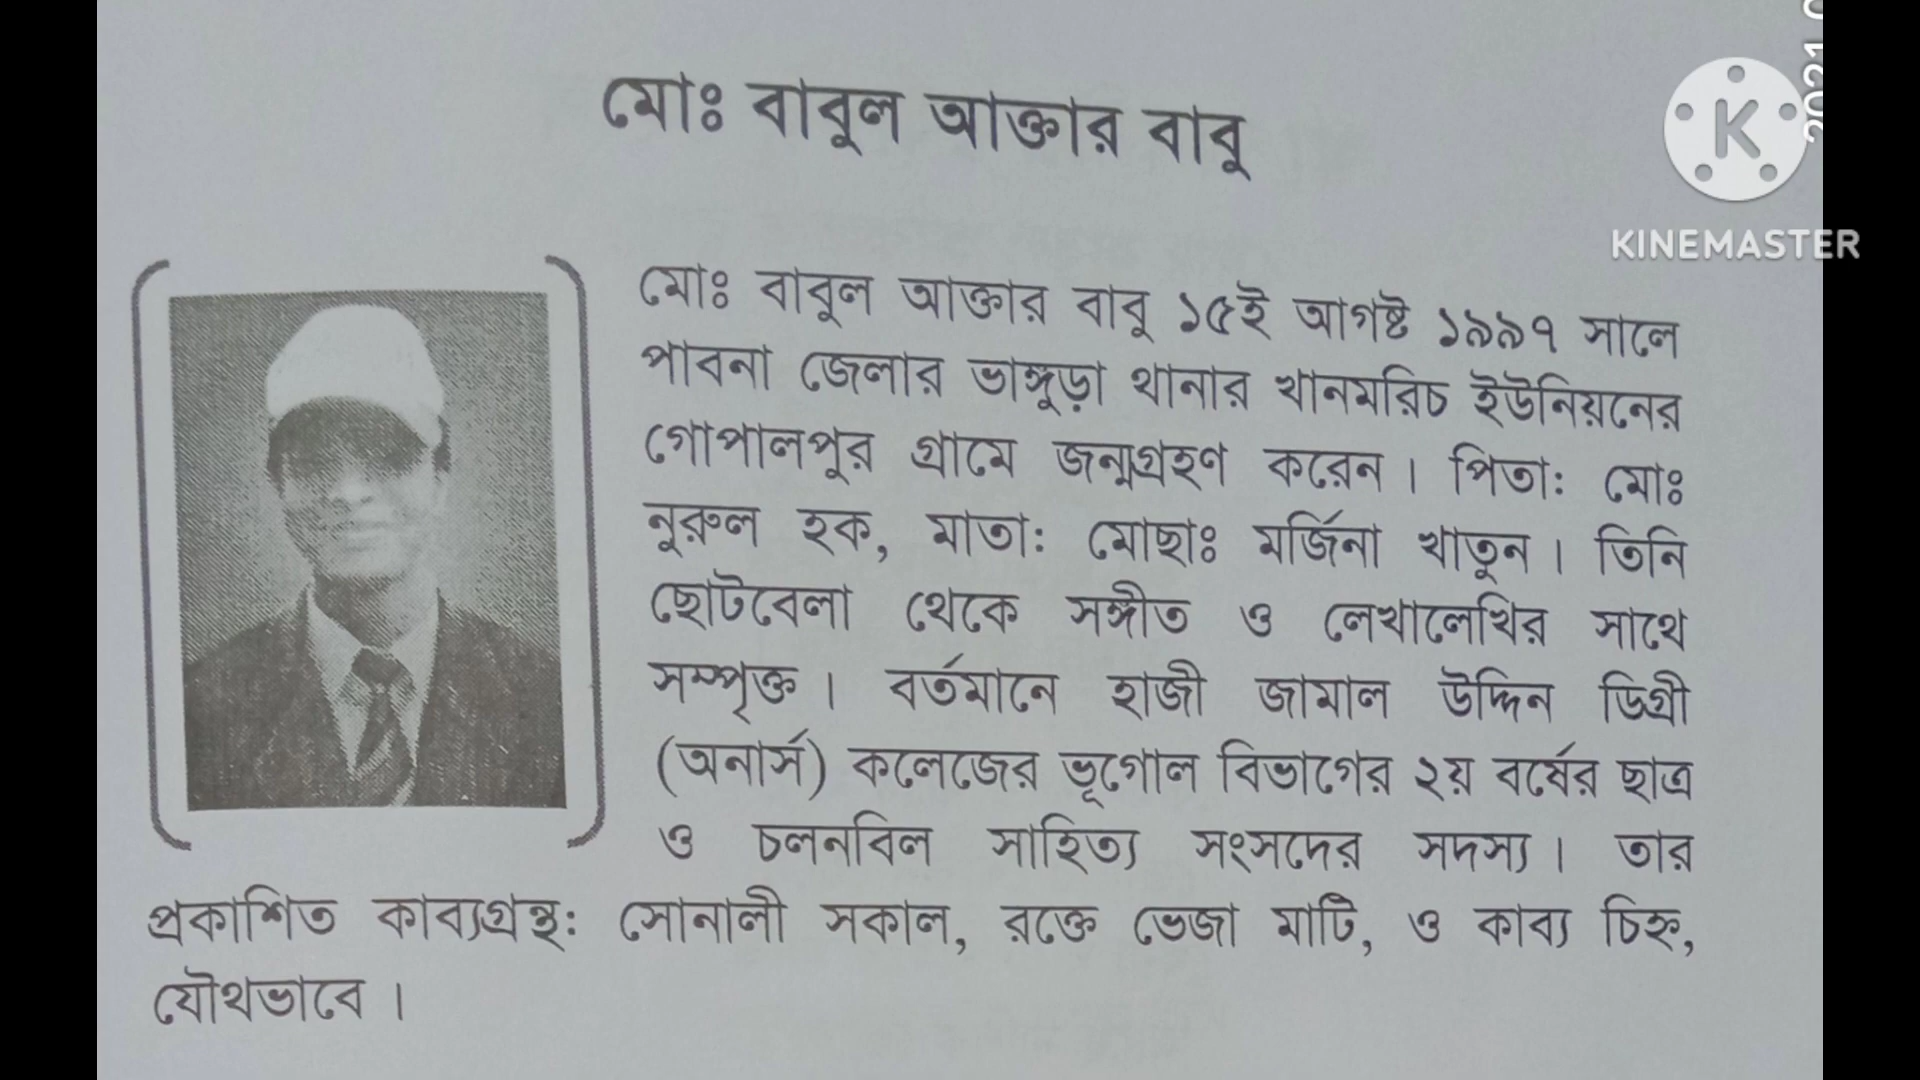 মোঃ বাবুল আক্তার বাবু
2021
KINEMASTER
মোঃ বাবুল আক্তার বাবু ১৫ই আগষ্ট ১৯৯৭ সালে
পাবনা জেলার ভাঙ্গুড়া থানার খানমরিচ ইউনিয়নের
গোপালপুর গ্রামে জন্মগ্রহণ করেন। পিতা: মোঃ
নুরুল হক, মাতা: মোছাঃ মর্জিনা খাতুন। তিনি
ছোটবেলা থেকে সঙ্গীত ও লেখালেখির সাথে
সম্পৃক্ত। বর্তমানে হাজী জামাল উদ্দিন ডিগ্রী
(অনার্স) কলেজের ভূগোল বিভাগের ২য় বর্ষের ছাত্র
ও চলনবিল সাহিত্য সংসদের সদস্য। তার
প্রকাশিত কাব্যগ্রন্থ: সোনালী সকাল, রক্তে ভেজা মাটি, ও কাব্য চিহ্ন,
যৌথভাবে।